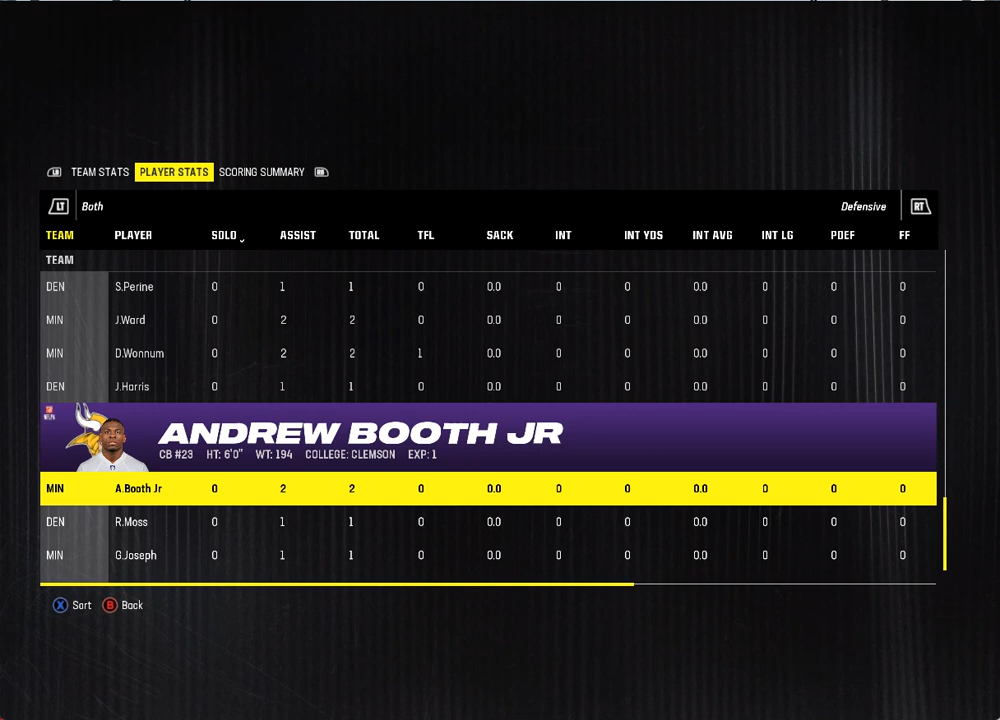 LB TEAM STATS PLAYER STATS SCORING SUMMARY RB
LT Both Defensive RT
TEAM PLAYER SOLO ASSIST TOTAL TFL SACK INT INT YDS INT AVG INT LG PDEF FF
TEAM
DEN S.Perine 0 1 1 0 0.0 0 0 0.0 0 0 0
MIN J.Ward 0 2 2 0 0.0 0 0 0.0 0 0 0
MIN D.Wonnum 0 2 2 1 0.0 0 0 0.0 0 0 0
DEN J.Harris 0 1 1 0 0.0 0 0 0.0 0 0 0
ANDREW BOOTH JR
CB #23 HT: 6'0" WT: 194 COLLEGE: CLEMSON EXP: 1
MIN A.Booth Jr 0 2 2 0 0.0 0 0 0.0 0 0 0
DEN R.Moss 0 1 1 0 0.0 0 0 0.0 0 0 0
MIN G.Joseph 0 1 1 0 0.0 0 0 0.0 0 0 0
X Sort B Back